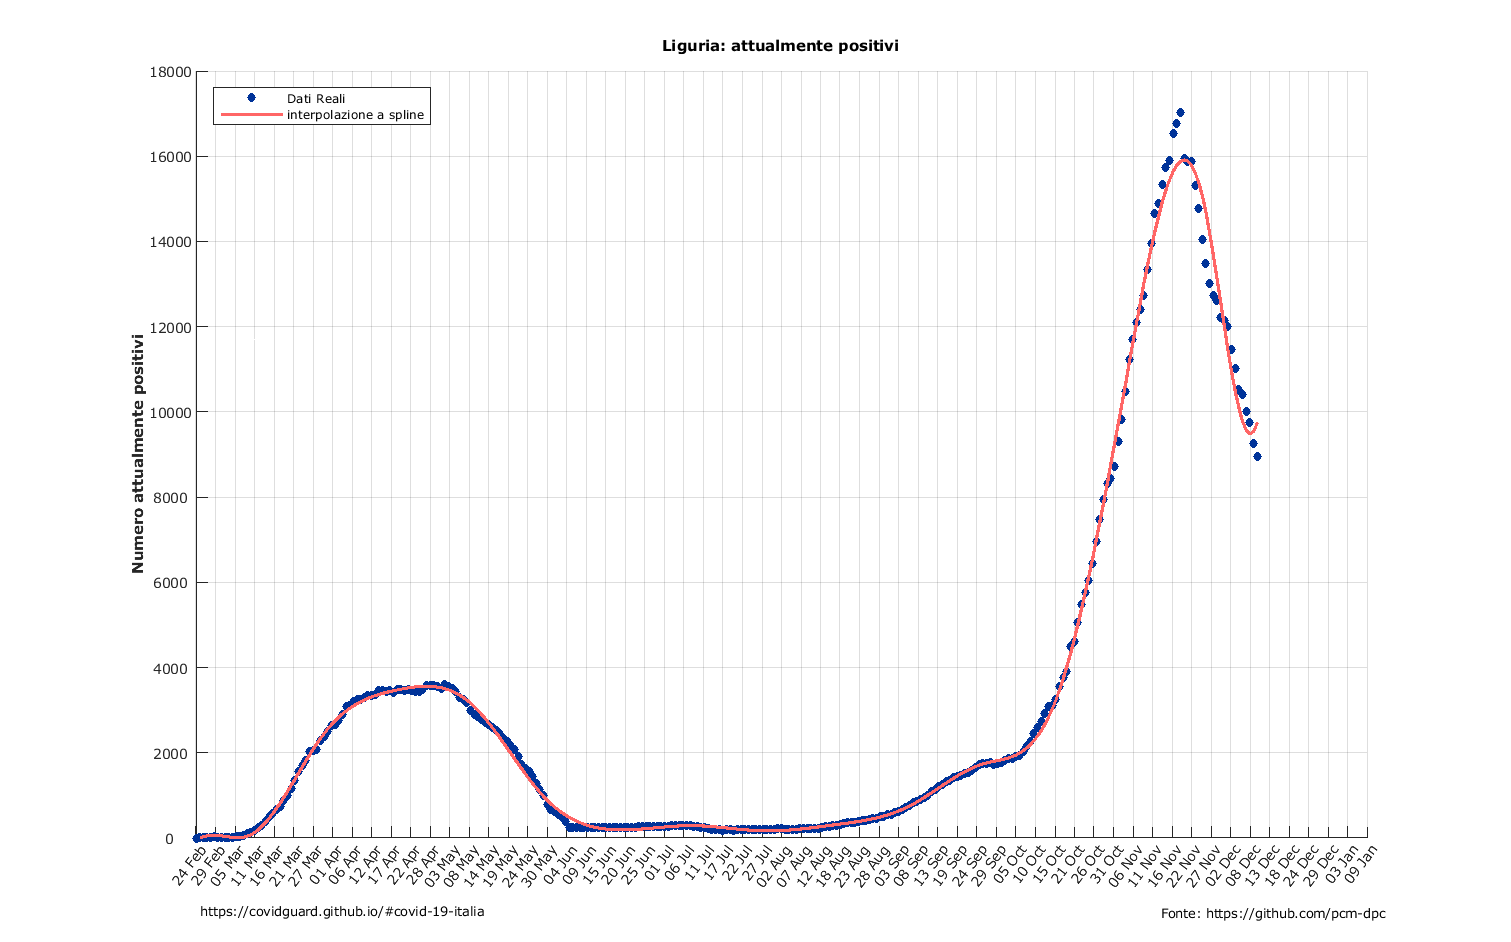 Liguria: attualmente positivi
18000
16000
14000
12000
10000
8000
6000
4000
2000
0
Numero attualmente positivi
Dati Reali
interpolazione a spline
24 Feb
29 Feb
05 Mar
11 Mar
16 Mar
21 Mar
27 Mar
01 Apr
06 Apr
12 Apr
17 Apr
22 Apr
28 Apr
03 May
08 May
14 May
19 May
24 May
30 May
04 Jun
09 Jun
15 Jun
20 Jun
25 Jun
01 Jul
06 Jul
11 Jul
17 Jul
22 Jul
27 Jul
02 Aug
07 Aug
12 Aug
18 Aug
23 Aug
28 Aug
03 Sep
08 Sep
13 Sep
19 Sep
24 Sep
29 Sep
05 Oct
10 Oct
15 Oct
21 Oct
26 Oct
31 Oct
06 Nov
11 Nov
16 Nov
22 Nov
27 Nov
02 Dec
08 Dec
13 Dec
18 Dec
24 Dec
29 Dec
03 Jan
09 Jan
https://covidguard.github.io/#covid-19-italia
Fonte: https://github.com/pcm-dpc